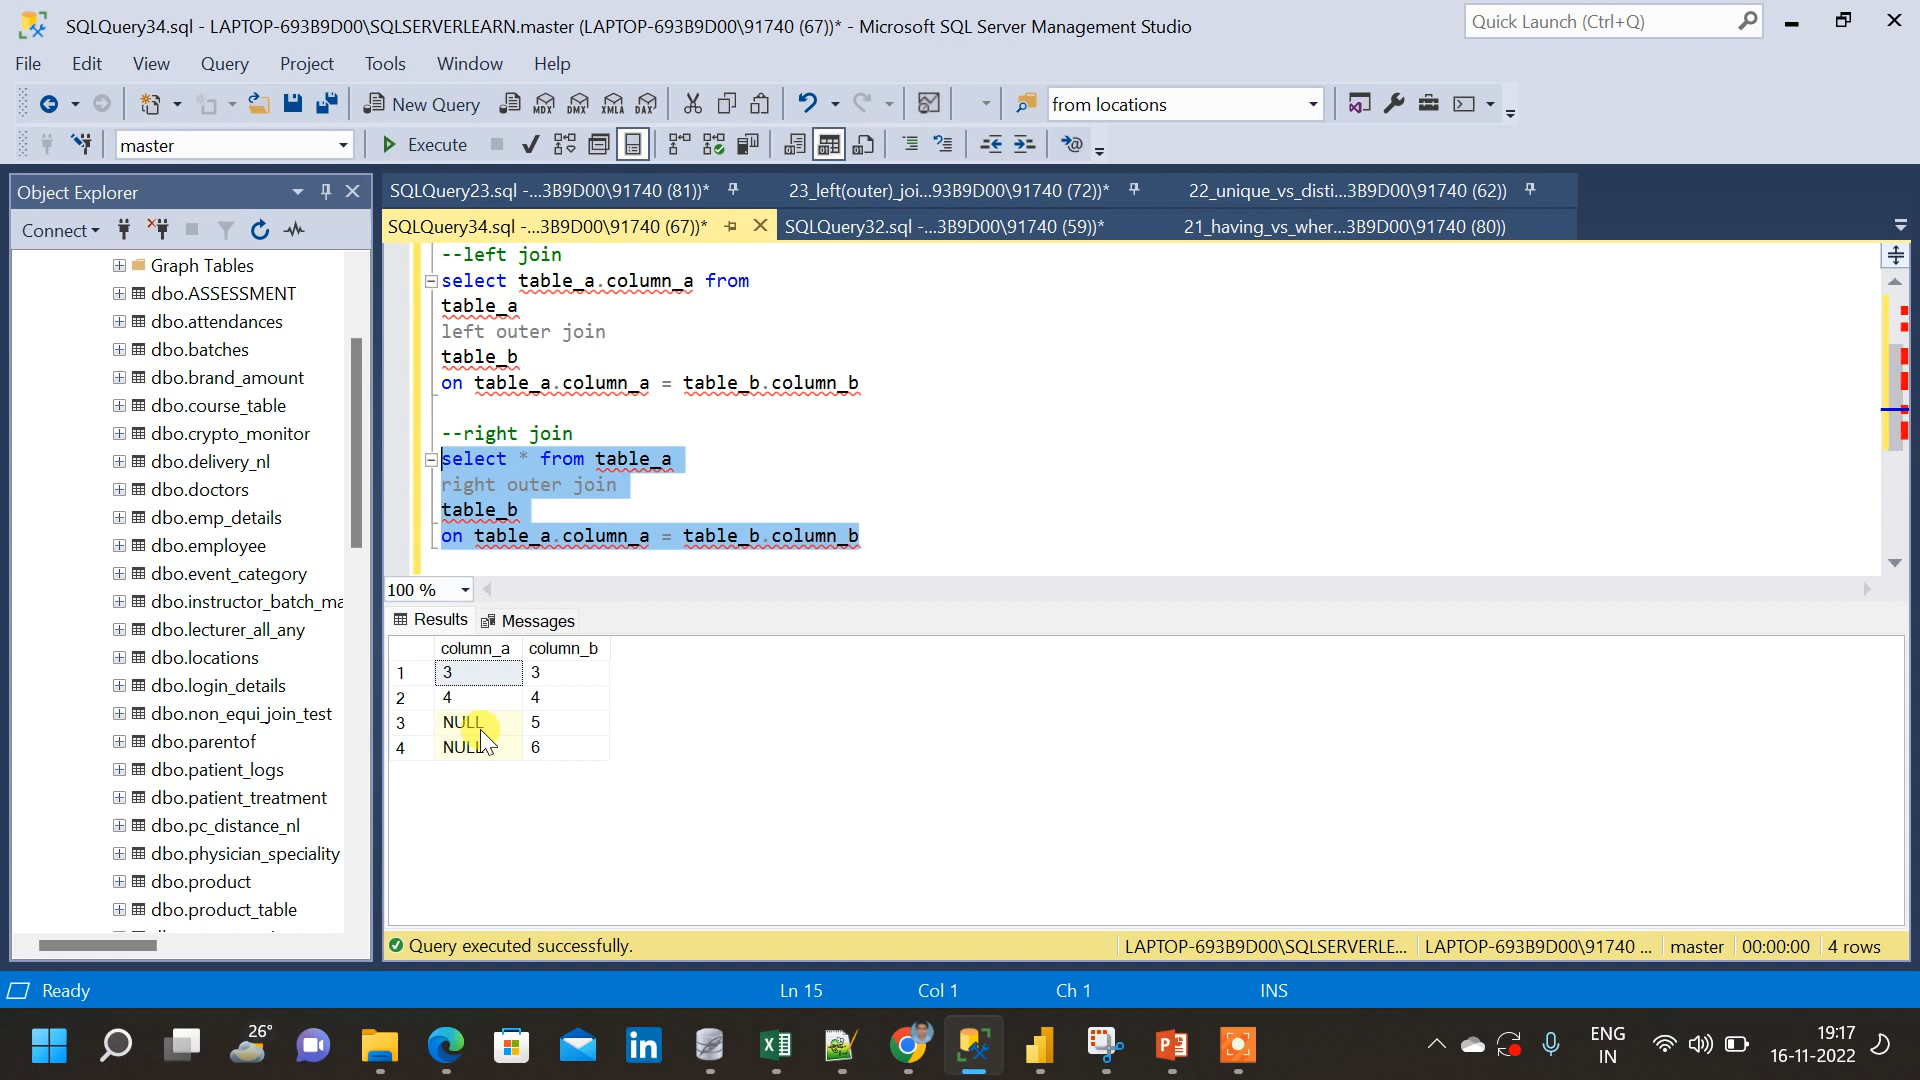 SQLQuery34.sql - LAPTOP-693B9D00\SQLSERVERLEARN.master (LAPTOP-693B9D00\91740 (67))* - Microsoft SQL Server Management Studio
Quick Launch (Ctrl+Q)
File Edit View Query Project Tools Window Help
New Query MDX DMX XMLA DAX from locations
master Execute
Object Explorer
Connect
Graph Tables
dbo.ASSESSMENT
dbo.attendances
dbo.batches
dbo.brand_amount
dbo.course_table
dbo.crypto_monitor
dbo.delivery_nl
dbo.doctors
dbo.emp_details
dbo.employee
dbo.event_category
dbo.instructor_batch_ma
dbo.lecturer_all_any
dbo.locations
dbo.login_details
dbo.non_equi_join_test
dbo.parentof
dbo.patient_logs
dbo.patient_treatment
dbo.pc_distance_nl
dbo.physician_speciality
dbo.product
dbo.product_table
SQLQuery23.sql -...3B9D00\91740 (81))* 23_left(outer)_joi...93B9D00\91740 (72))* 22_unique_vs_disti...3B9D00\91740 (62))
SQLQuery34.sql -...3B9D00\91740 (67))* SQLQuery32.sql -...3B9D00\91740 (59))* 21_having_vs_wher...3B9D00\91740 (80))
--left join
select table_a.column_a from
table_a
left outer join
table_b
on table_a.column_a = table_b.column_b
--right join
select * from table_a
right outer join
table_b
on table_a.column_a = table_b.column_b
100 %
Results Messages
column_a column_b
1 3 3
2 4 4
3 NULL 5
4 NULL 6
Query executed successfully. LAPTOP-693B9D00\SQLSERVERLE... LAPTOP-693B9D00\91740 ... master 00:00:00 4 rows
Ready Ln 15 Col 1 Ch 1 INS
26°
ENG
IN
19:17
16-11-2022